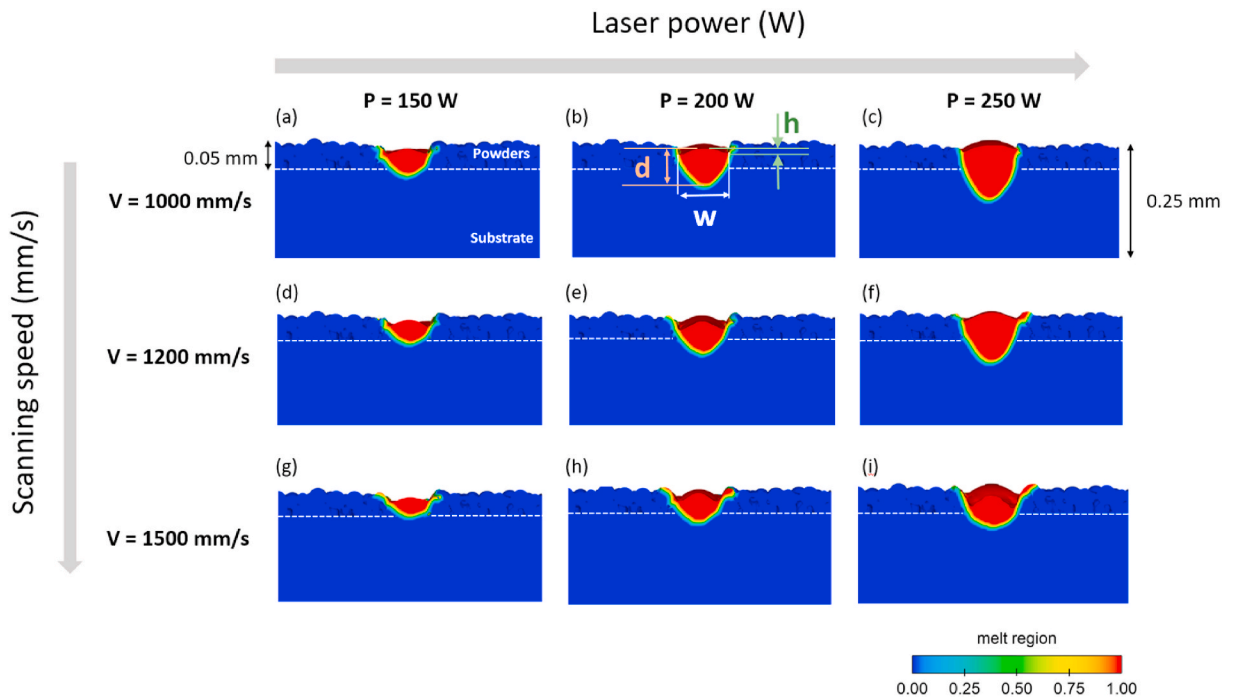 Laser power (W)
P = 150 W
P = 200 W
P = 250 W
(a)
(b)
(c)
h
0.05 mm
Powders
d
V = 1000 mm/s
w
0.25 mm
Substrate
Scanning speed (mm/s)
(d)
(e)
(f)
V = 1200 mm/s
(g)
(h)
(i)
V = 1500 mm/s
melt region
0.00 0.25 0.50 0.75 1.00